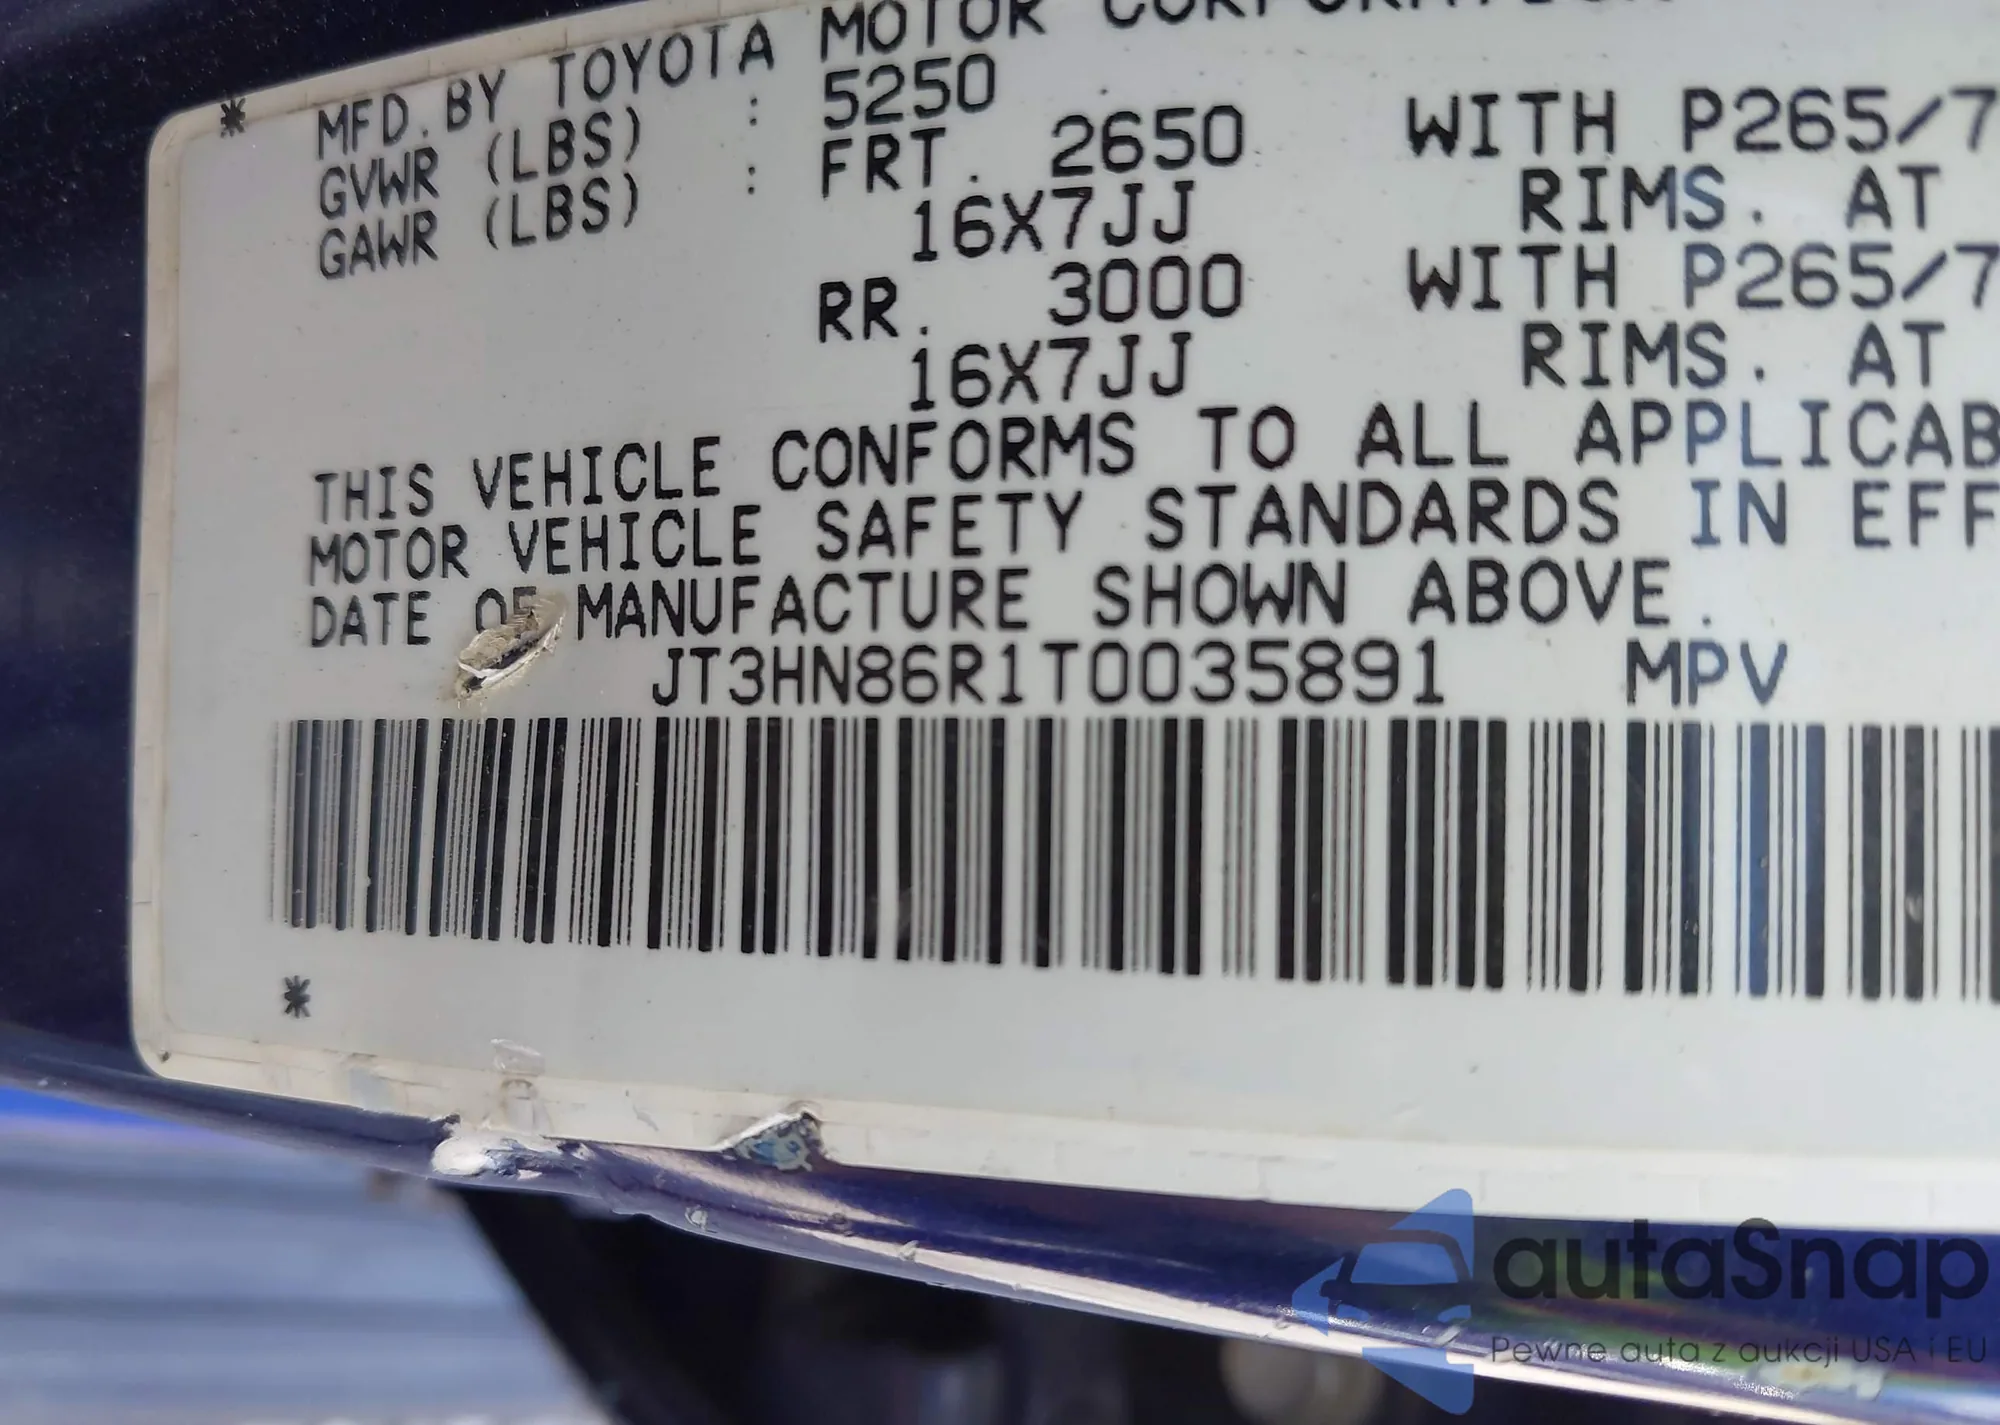 * MFD. BY TOYOTA MOTOR CORPORATION
GVWR (LBS) : 5250
GAWR (LBS) : FRT. 2650 WITH P265/7
16X7JJ RIMS. AT
RR. 3000 WITH P265/7
16X7JJ RIMS. AT
THIS VEHICLE CONFORMS TO ALL APPLICAB
MOTOR VEHICLE SAFETY STANDARDS IN EFF
DATE OF MANUFACTURE SHOWN ABOVE.
JT3HN86R1T0035891 MPV
*
autaSnap
Pewne auta z aukcji USA i EU